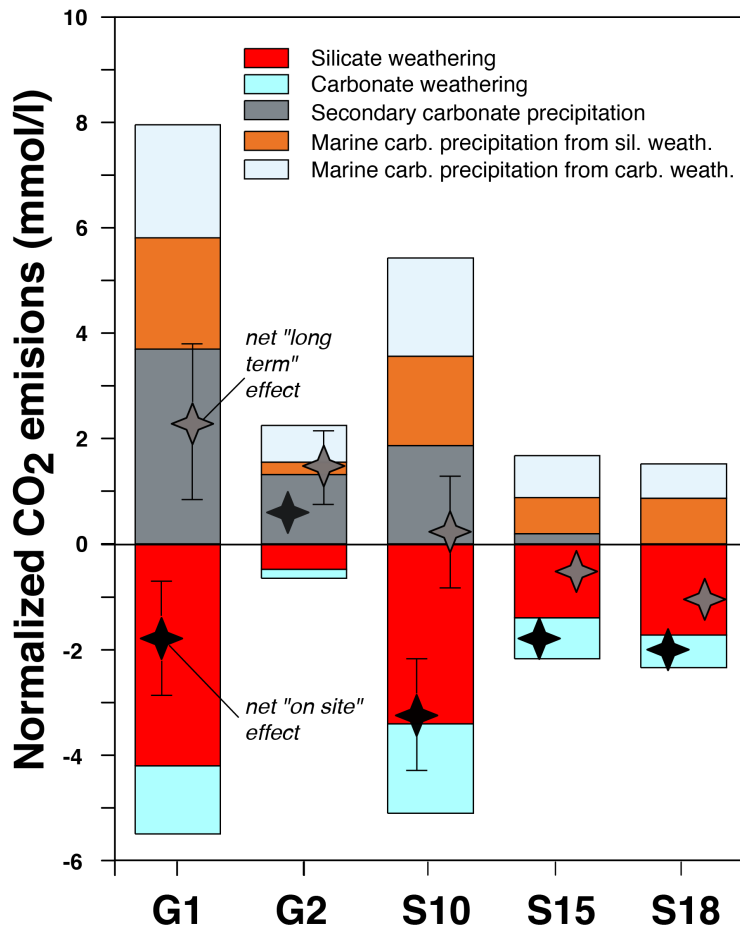 Normalized CO2 emissions (mmol/l)
10
8
6
4
2
0
-2
-4
-6
Silicate weathering
Carbonate weathering
Secondary carbonate precipitation
Marine carb. precipitation from sil. weath.
Marine carb. precipitation from carb. weath.
net "long
term"
effect
net "on site"
effect
G1 G2 S10 S15 S18